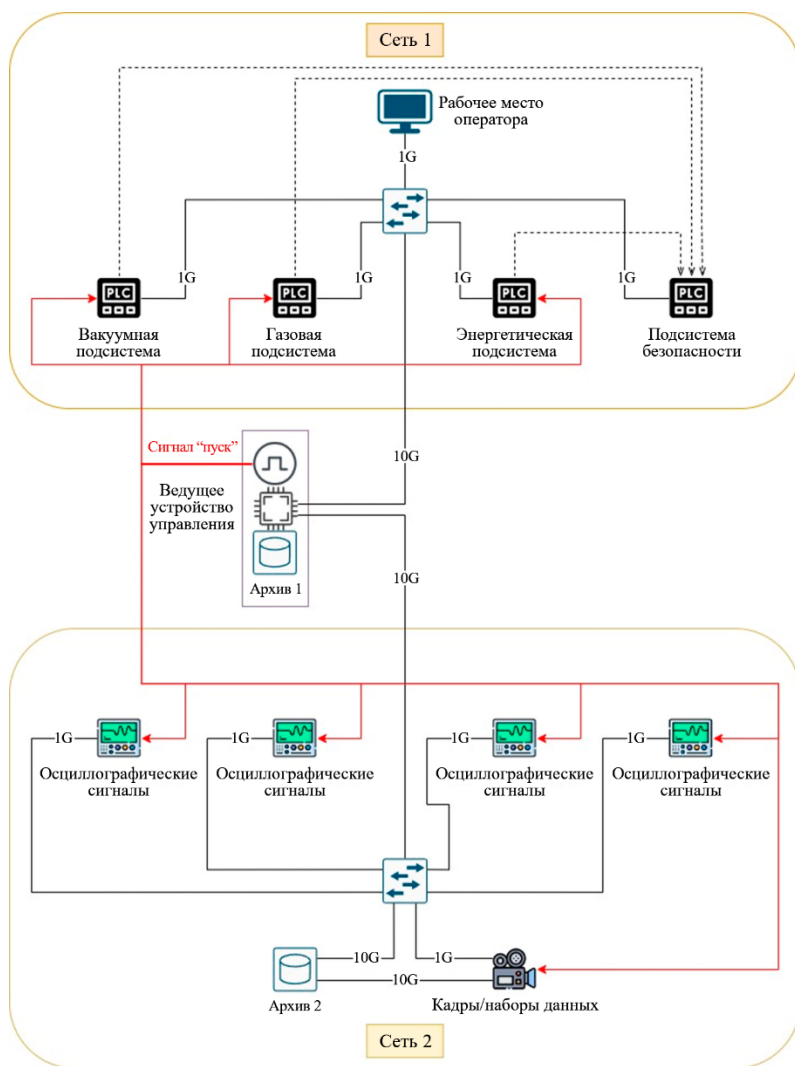 Сеть 1
Рабочее место
оператора
1G
1G
1G
1G
1G
PLC
PLC
PLC
PLC
Вакуумная
подсистема
Газовая
подсистема
Энергетическая
подсистема
Подсистема
безопасности
Сигнал “пуск”
10G
Ведущее
устройство
управления
Архив 1
10G
1G
1G
1G
1G
Осциллографические
сигналы
Осциллографические
сигналы
Осциллографические
сигналы
Осциллографические
сигналы
10G
1G
10G
Архив 2
Кадры/наборы данных
Сеть 2